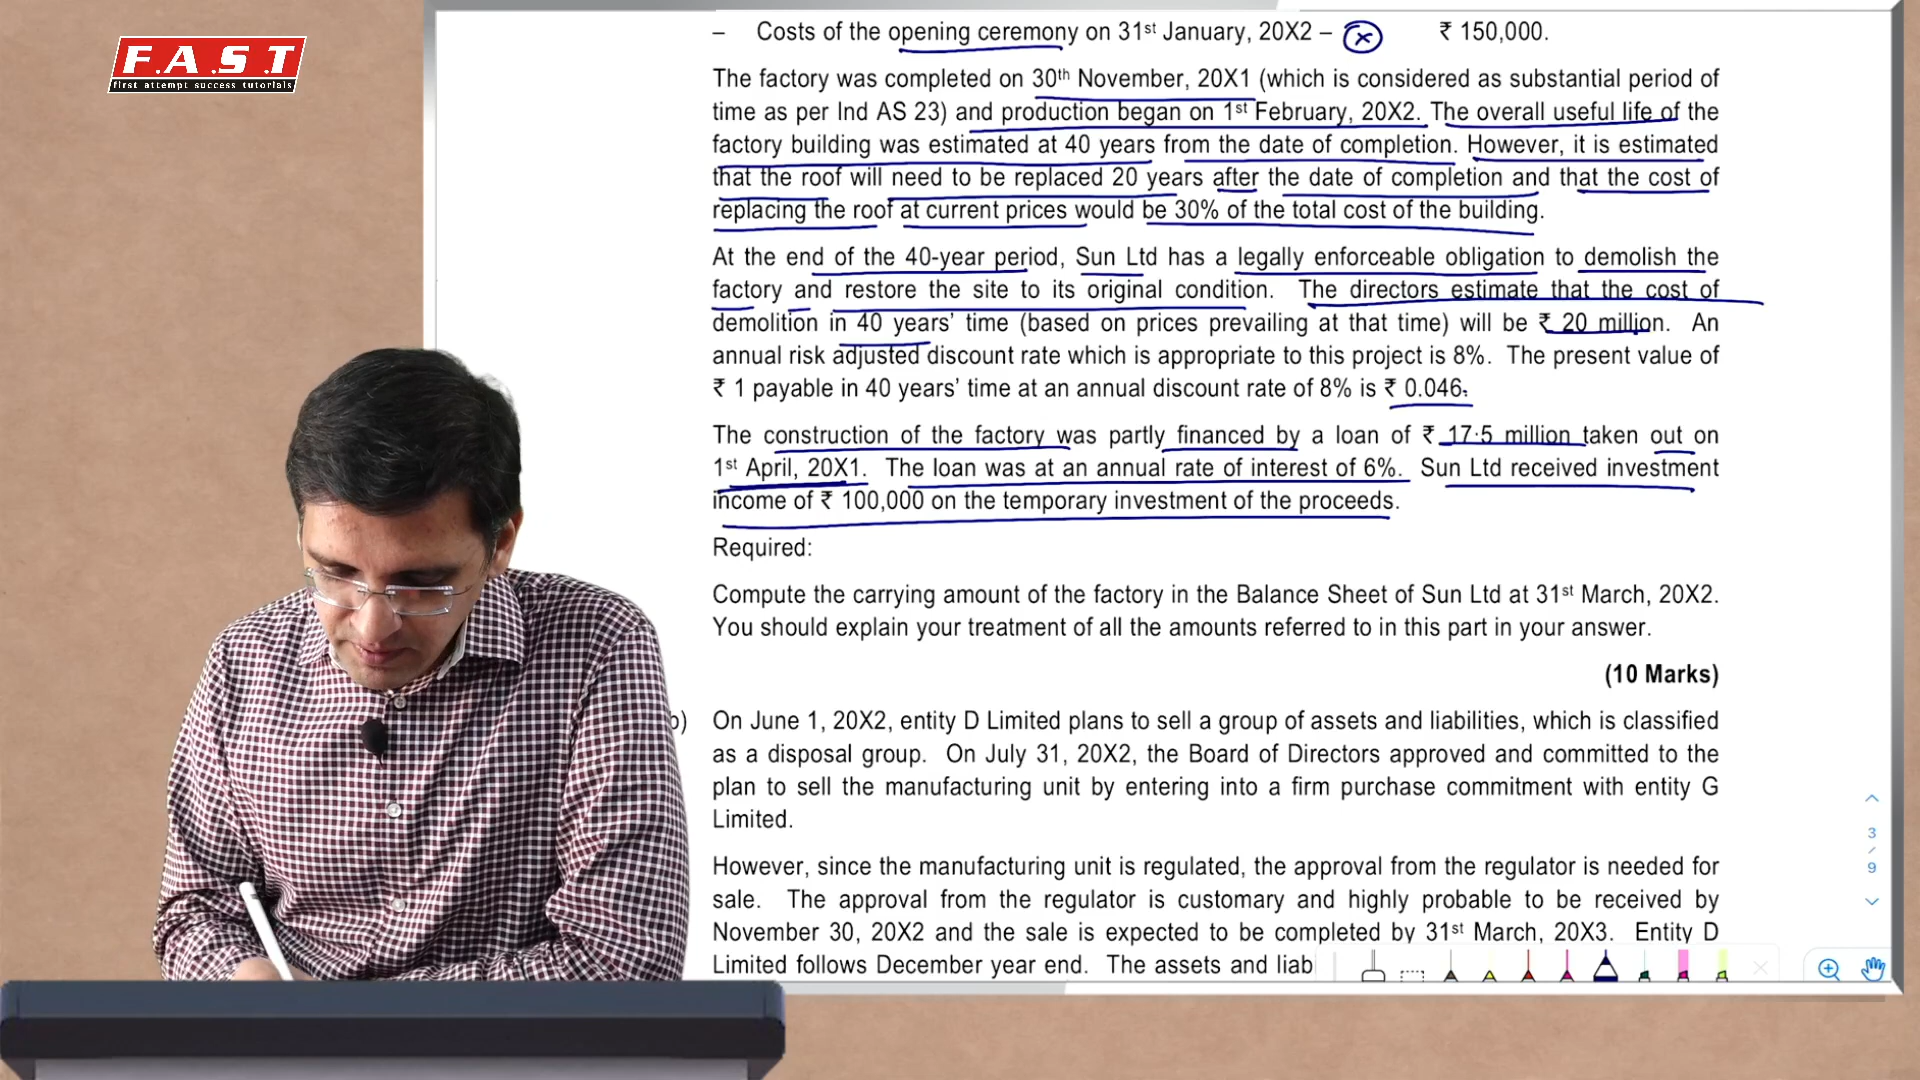 F.A.S.T
first attempt success tutorials
– Costs of the opening ceremony on 31st January, 20X2 – ₹ 150,000.
The factory was completed on 30th November, 20X1 (which is considered as substantial period of
time as per Ind AS 23) and production began on 1st February, 20X2. The overall useful life of the
factory building was estimated at 40 years from the date of completion. However, it is estimated
that the roof will need to be replaced 20 years after the date of completion and that the cost of
replacing the roof at current prices would be 30% of the total cost of the building.
At the end of the 40-year period, Sun Ltd has a legally enforceable obligation to demolish the
factory and restore the site to its original condition. The directors estimate that the cost of
demolition in 40 years’ time (based on prices prevailing at that time) will be ₹ 20 million. An
annual risk adjusted discount rate which is appropriate to this project is 8%. The present value of
₹ 1 payable in 40 years’ time at an annual discount rate of 8% is ₹ 0.046.
The construction of the factory was partly financed by a loan of ₹ 17·5 million taken out on
1st April, 20X1. The loan was at an annual rate of interest of 6%. Sun Ltd received investment
income of ₹ 100,000 on the temporary investment of the proceeds.
Required:
Compute the carrying amount of the factory in the Balance Sheet of Sun Ltd at 31st March, 20X2.
You should explain your treatment of all the amounts referred to in this part in your answer.
(10 Marks)
b) On June 1, 20X2, entity D Limited plans to sell a group of assets and liabilities, which is classified
as a disposal group. On July 31, 20X2, the Board of Directors approved and committed to the
plan to sell the manufacturing unit by entering into a firm purchase commitment with entity G
Limited.
However, since the manufacturing unit is regulated, the approval from the regulator is needed for
sale. The approval from the regulator is customary and highly probable to be received by
November 30, 20X2 and the sale is expected to be completed by 31st March, 20X3. Entity D
Limited follows December year end. The assets and liab
3
/
9